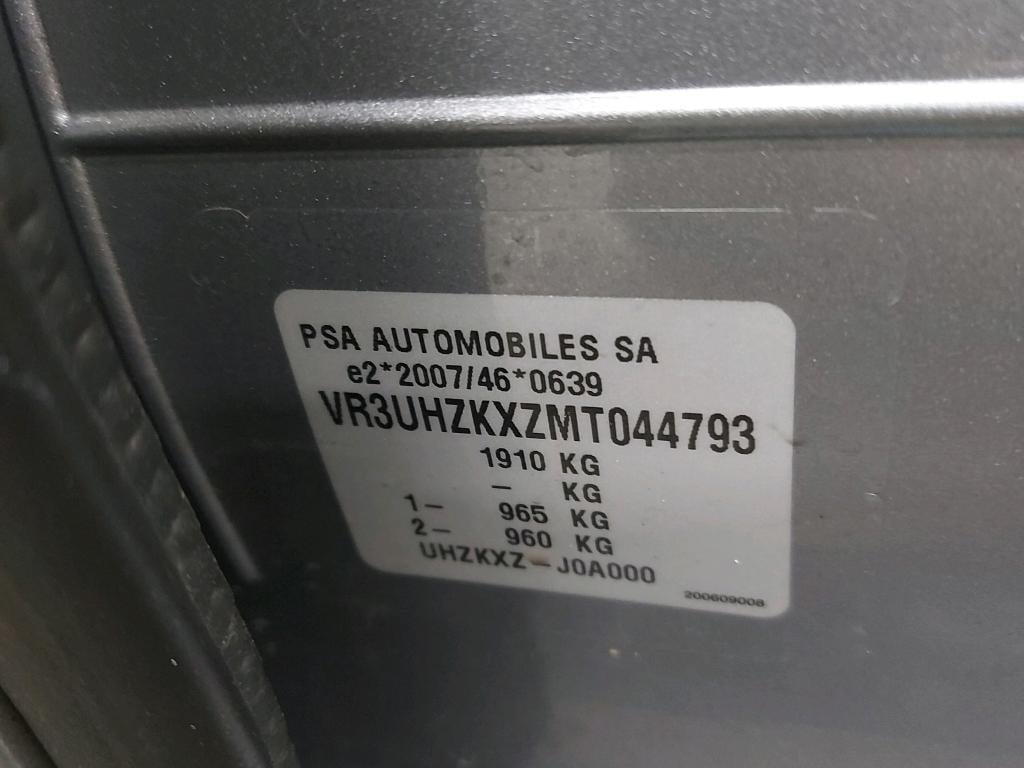 PSA AUTOMOBILES SA
e2*2007/46*0639
VR3UHZKXZMT044793
1910 KG
– KG
1– 965 KG
2– 960 KG
UHZKXZ–J0A000
200609008